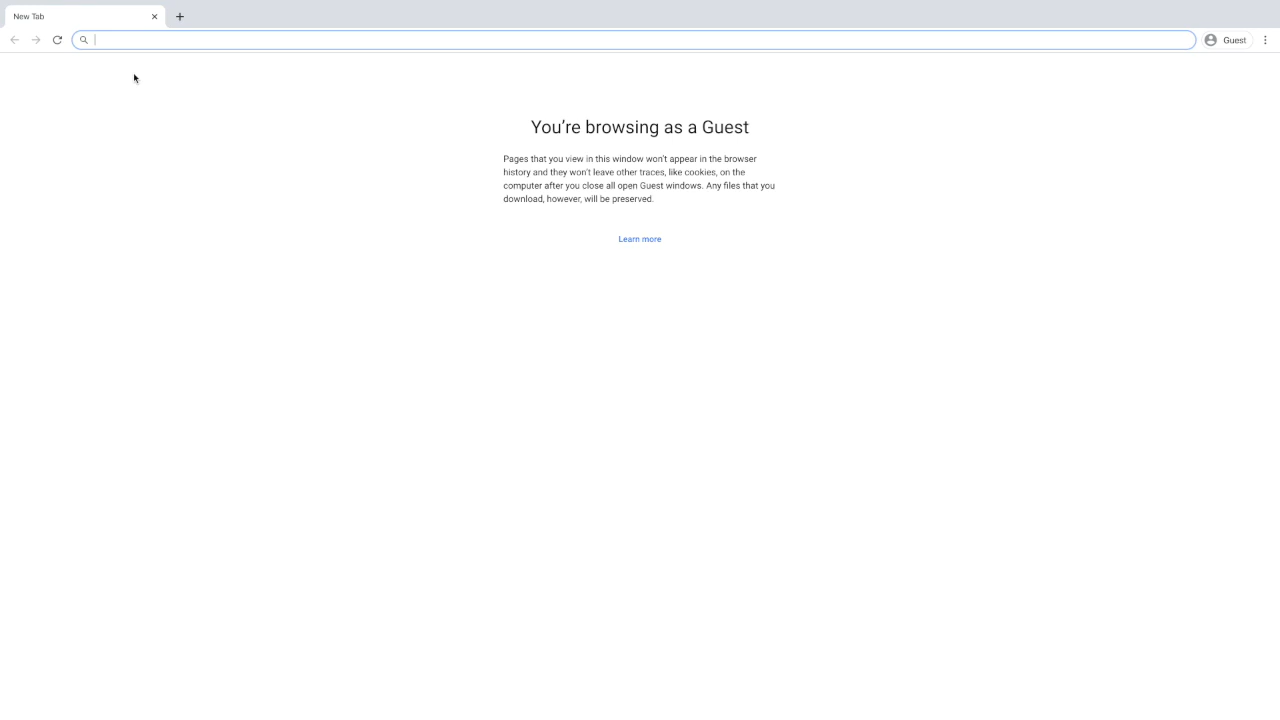 New Tab
Guest
You're browsing as a Guest
Pages that you view in this window won't appear in the browser
history and they won't leave other traces, like cookies, on the
computer after you close all open Guest windows. Any files that you
download, however, will be preserved.
Learn more